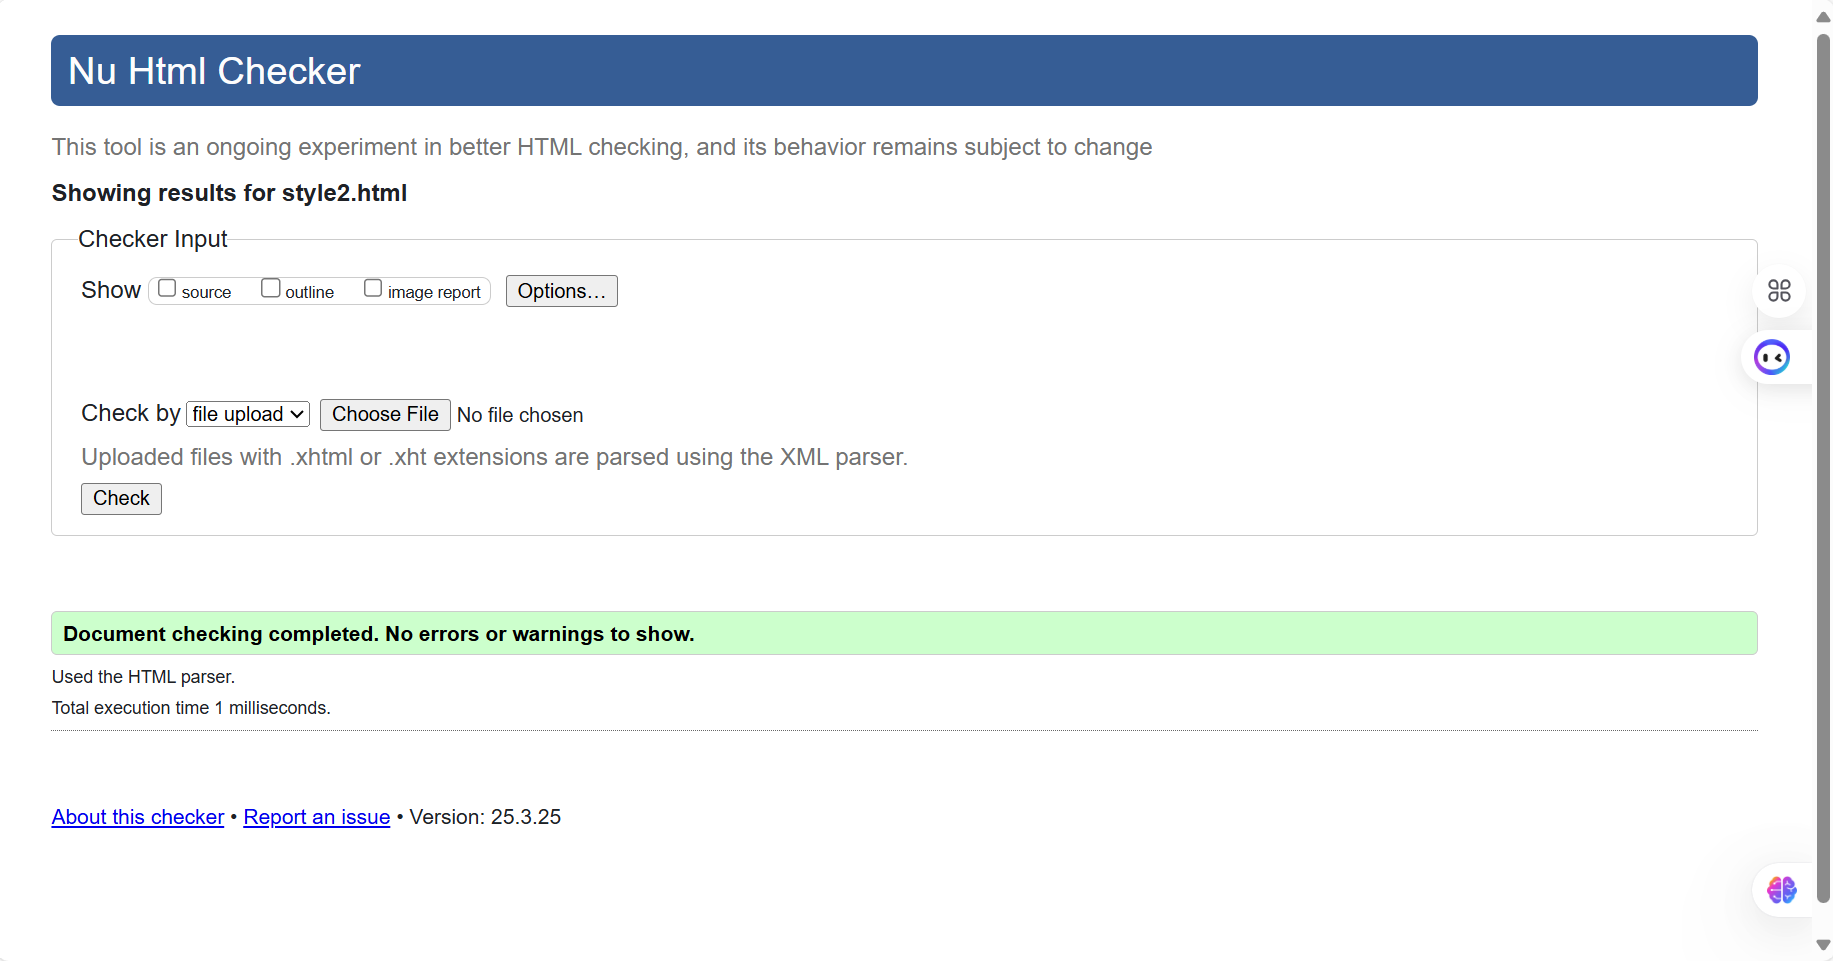 Nu Html Checker
This tool is an ongoing experiment in better HTML checking, and its behavior remains subject to change
Showing results for style2.html
Checker Input
Show source outline image report Options...
Check by file upload Choose File No file chosen
Uploaded files with .xhtml or .xht extensions are parsed using the XML parser.
Check
Document checking completed. No errors or warnings to show.
Used the HTML parser.
Total execution time 1 milliseconds.
About this checker • Report an issue • Version: 25.3.25